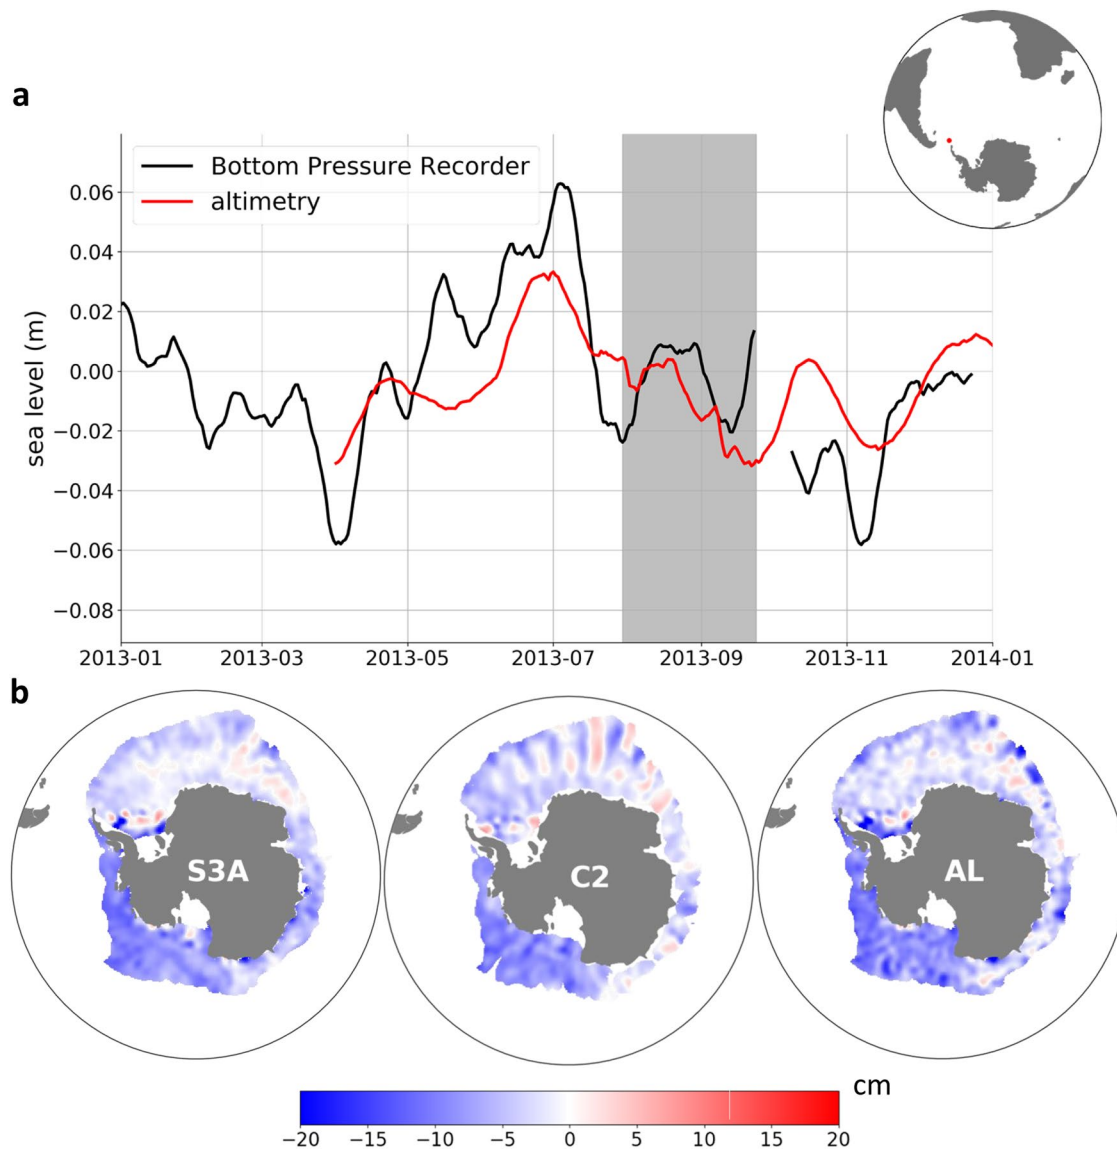 a
Bottom Pressure Recorder
altimetry
sea level (m)
0.06
0.04
0.02
0.00
−0.02
−0.04
−0.06
−0.08
2013-01 2013-03 2013-05 2013-07 2013-09 2013-11 2014-01
b
S3A C2 AL
cm
−20 −15 −10 −5 0 5 10 15 20